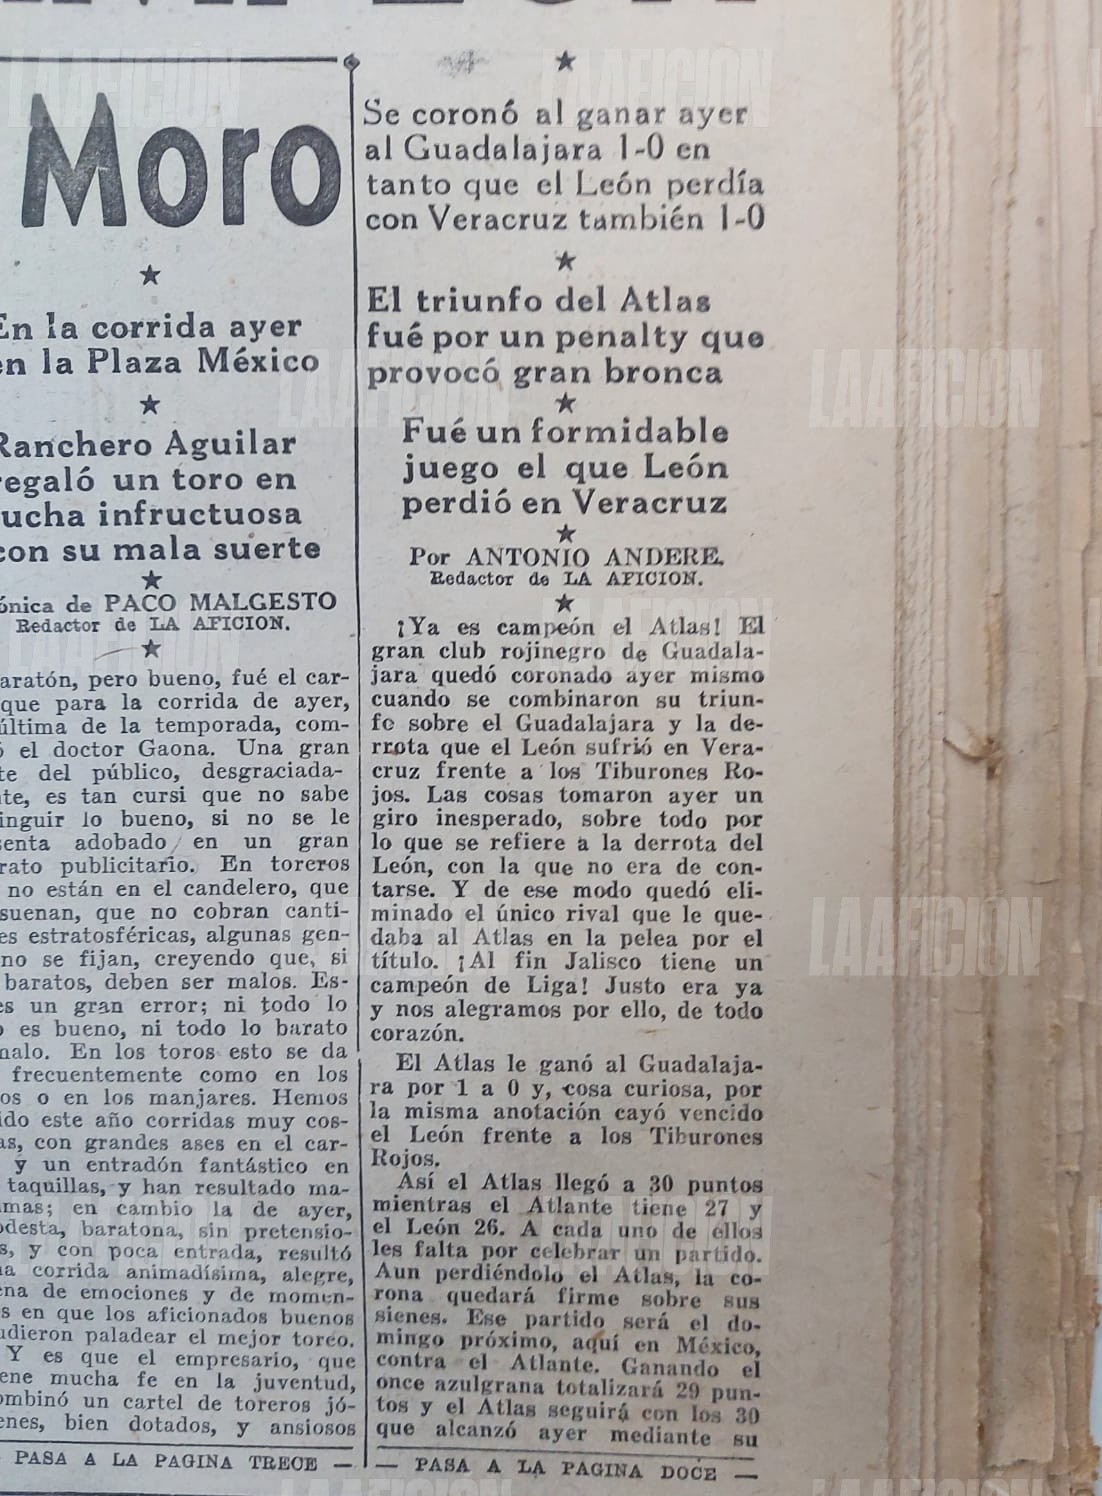 Moro
★
En la corrida ayer
en la Plaza México
★
Ranchero Aguilar
regaló un toro en
lucha infructuosa
con su mala suerte
★
ónica de PACO MALGESTO
Redactor de LA AFICION.
★
aratón, pero bueno, fué el car-
que para la corrida de ayer,
última de la temporada, com-
ó el doctor Gaona. Una gran
te del público, desgraciada-
nte, es tan cursi que no sabe
inguir lo bueno, si no se le
senta adobado en un gran
rato publicitario. En toreros
no están en el candelero, que
suenan, que no cobran canti-
es estratosféricas, algunas gen-
no se fijan, creyendo que, si
baratos, deben ser malos. Es-
es un gran error; ni todo lo
o es bueno, ni todo lo barato
malo. En los toros esto se da
frecuentemente como en los
os o en los manjares. Hemos
ido este año corridas muy cos-
as, con grandes ases en el car-
y un entradón fantástico en
taquillas, y han resultado ma-
mas; en cambio la de ayer,
odesta, baratona, sin pretensio-
s, y con poca entrada, resultó
na corrida animadísima, alegre,
ena de emociones y de momen-
s en que los aficionados buenos
udieron paladear el mejor toreo.
Y es que el empresario, que
ene mucha fe en la juventud,
ombinó un cartel de toreros jó-
enes, bien dotados, y ansiosos
PASA A LA PAGINA TRECE —
★
Se coronó al ganar ayer
al Guadalajara 1-0 en
tanto que el León perdía
con Veracruz también 1-0
★
El triunfo del Atlas
fué por un penalty que
provocó gran bronca
★
Fué un formidable
juego el que León
perdió en Veracruz
★
Por ANTONIO ANDERE.
Redactor de LA AFICION.
★
¡Ya es campeón el Atlas! El
gran club rojinegro de Guadala-
jara quedó coronado ayer mismo
cuando se combinaron su triun-
fo sobre el Guadalajara y la de-
rrota que el León sufrió en Vera-
cruz frente a los Tiburones Ro-
jos. Las cosas tomaron ayer un
giro inesperado, sobre todo por
lo que se refiere a la derrota del
León, con la que no era de con-
tarse. Y de ese modo quedó eli-
minado el único rival que le que-
daba al Atlas en la pelea por el
título. ¡Al fin Jalisco tiene un
campeón de Liga! Justo era ya
y nos alegramos por ello, de todo
corazón.
El Atlas le ganó al Guadalaja-
ra por 1 a 0 y, cosa curiosa, por
la misma anotación cayó vencido
el León frente a los Tiburones
Rojos.
Así el Atlas llegó a 30 puntos
mientras el Atlante tiene 27 y
el León 26. A cada uno de ellos
les falta por celebrar un partido.
Aun perdiéndolo el Atlas, la co-
rona quedará firme sobre sus
sienes. Ese partido será el do-
mingo próximo, aquí en México,
contra el Atlante. Ganando el
once azulgrana totalizará 29 pun-
tos y el Atlas seguirá con los 30
que alcanzó ayer mediante su
— PASA A LA PAGINA DOCE —
LA AFICION